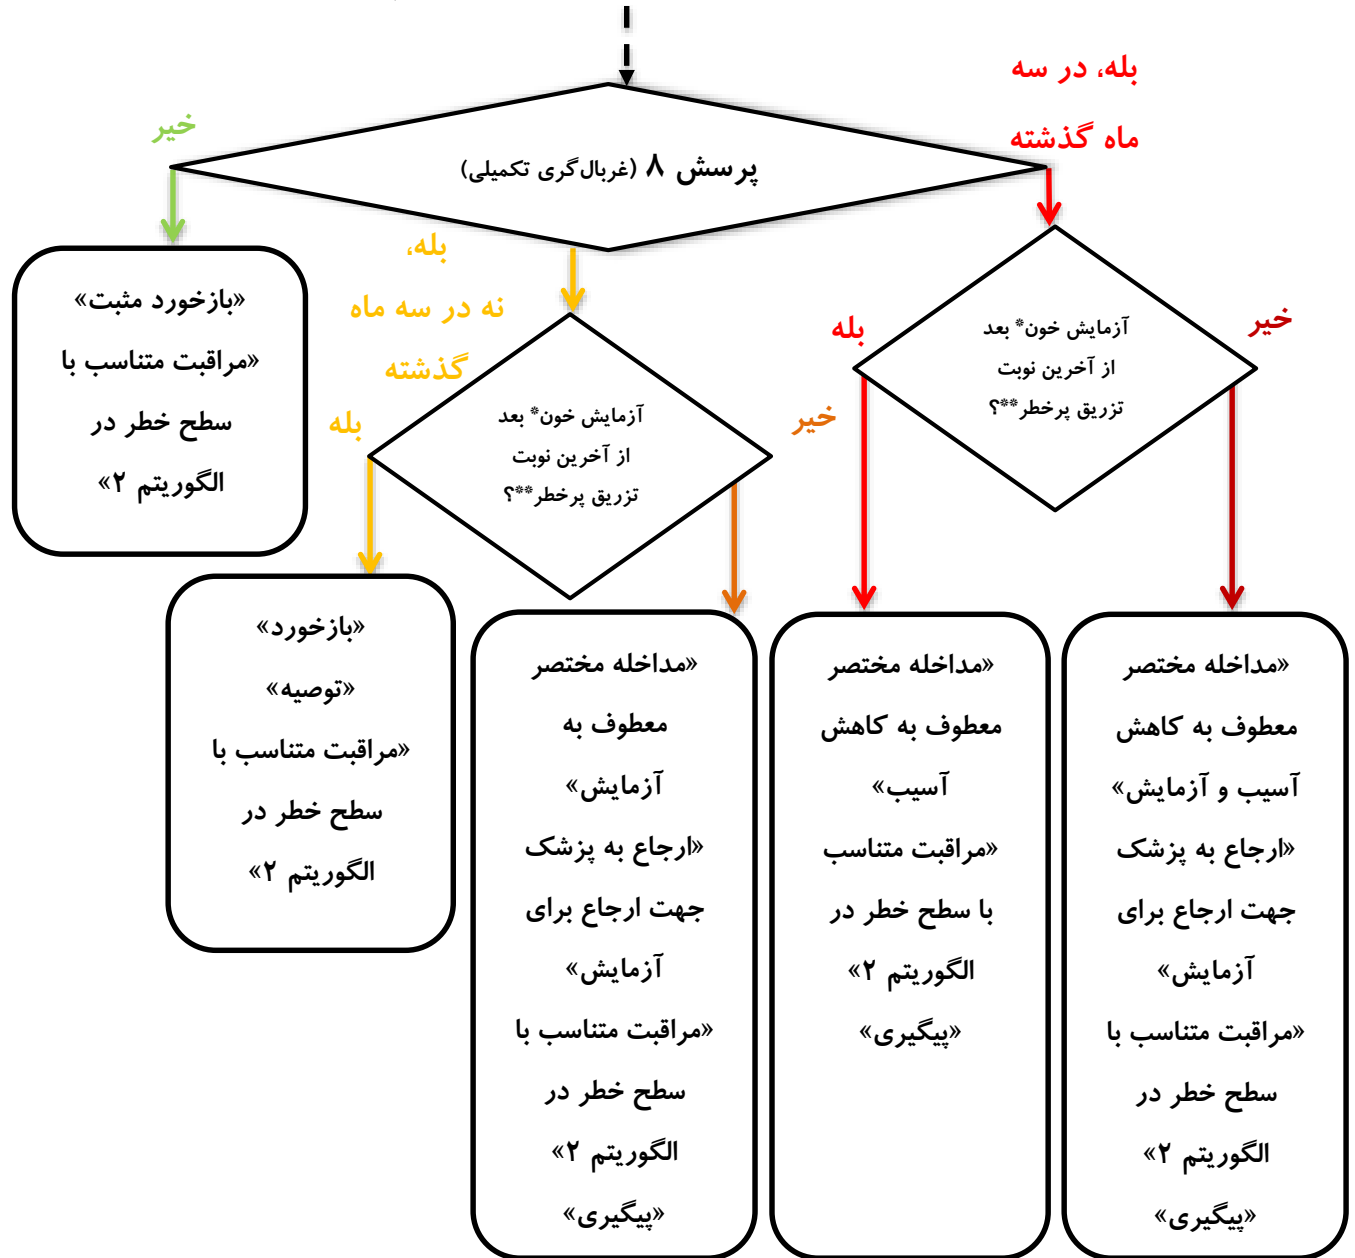 بله، در سه
ماه گذشته
خیر
پرسش ۸ (غربال‌گری تکمیلی)
بله،
نه در سه ماه
گذشته
آزمایش خون* بعد
از آخرین نوبت
تزریق پرخطر**؟
بله
خیر
آزمایش خون* بعد
از آخرین نوبت
تزریق پرخطر**؟
بله
خیر
«بازخورد مثبت»
«مراقبت متناسب با
سطح خطر در
الگوریتم ۲»
«بازخورد»
«توصیه»
«مراقبت متناسب با
سطح خطر در
الگوریتم ۲»
«مداخله مختصر
معطوف به
آزمایش»
«ارجاع به پزشک
جهت ارجاع برای
آزمایش»
«مراقبت متناسب با
سطح خطر در
الگوریتم ۲»
«پیگیری»
«مداخله مختصر
معطوف به کاهش
آسیب»
«مراقبت متناسب
با سطح خطر در
الگوریتم ۲»
«پیگیری»
«مداخله مختصر
معطوف به کاهش
آسیب و آزمایش»
«ارجاع به پزشک
جهت ارجاع برای
آزمایش»
«مراقبت متناسب با
سطح خطر در
الگوریتم ۲»
«پیگیری»